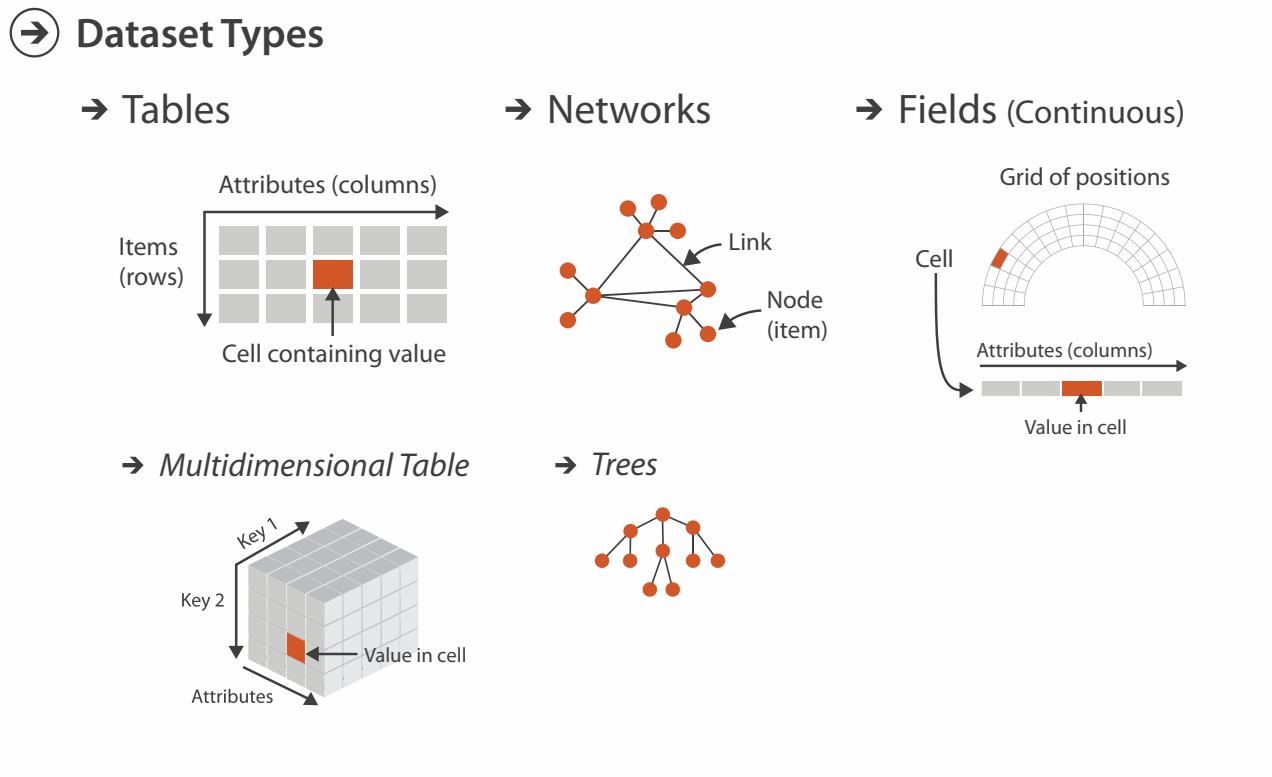 Dataset Types
Tables
Attributes (columns)
Items
(rows)
Cell containing value
Networks
Link
Node
(item)
Fields (Continuous)
Grid of positions
Cell
Attributes (columns)
Value in cell
Multidimensional Table
Key 1
Key 2
Value in cell
Attributes
Trees